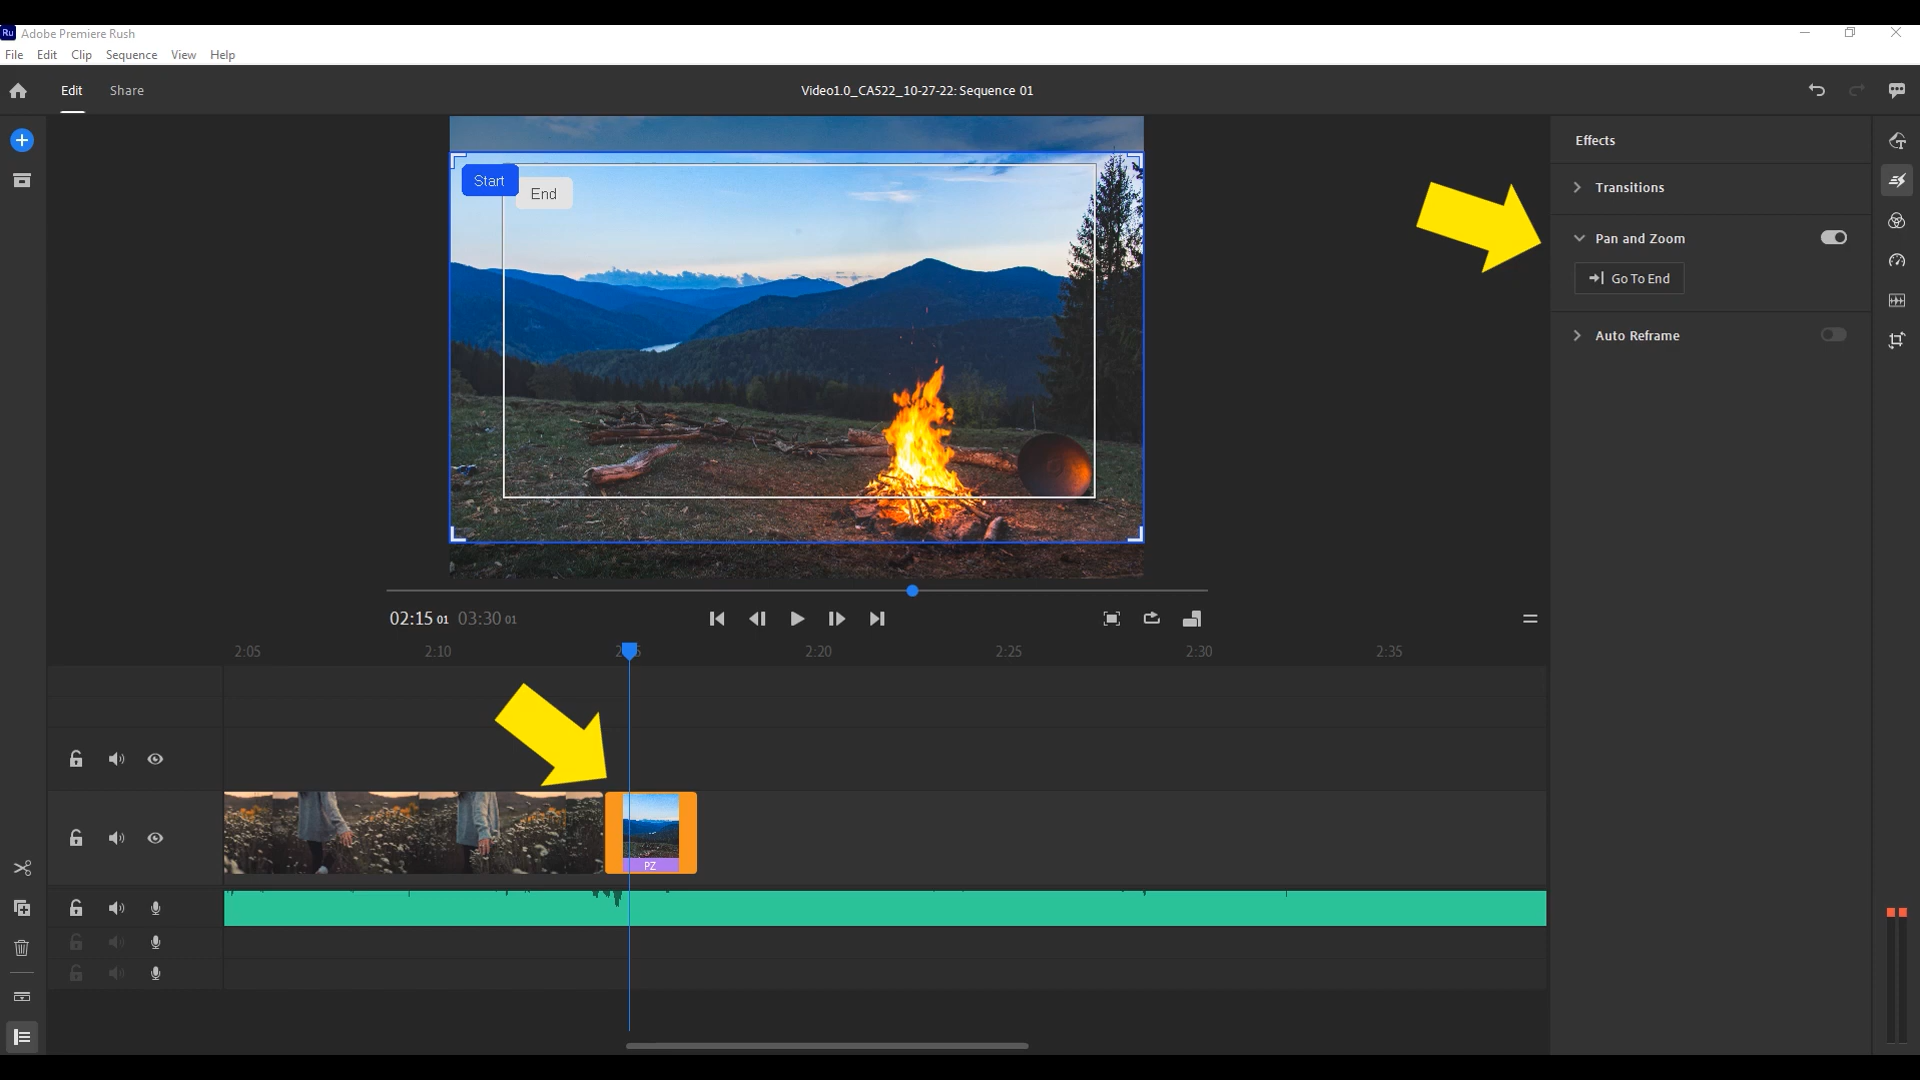 Ru Adobe Premiere Rush
File Edit Clip Sequence View Help
Edit Share Video1.0_CA522_10-27-22: Sequence 01
Effects
Transitions
Start
End
Pan and Zoom
Go To End
Auto Reframe
02:15 01 03:30 01
2:05 2:10 2:20 2:25 2:30 2:35
PZ